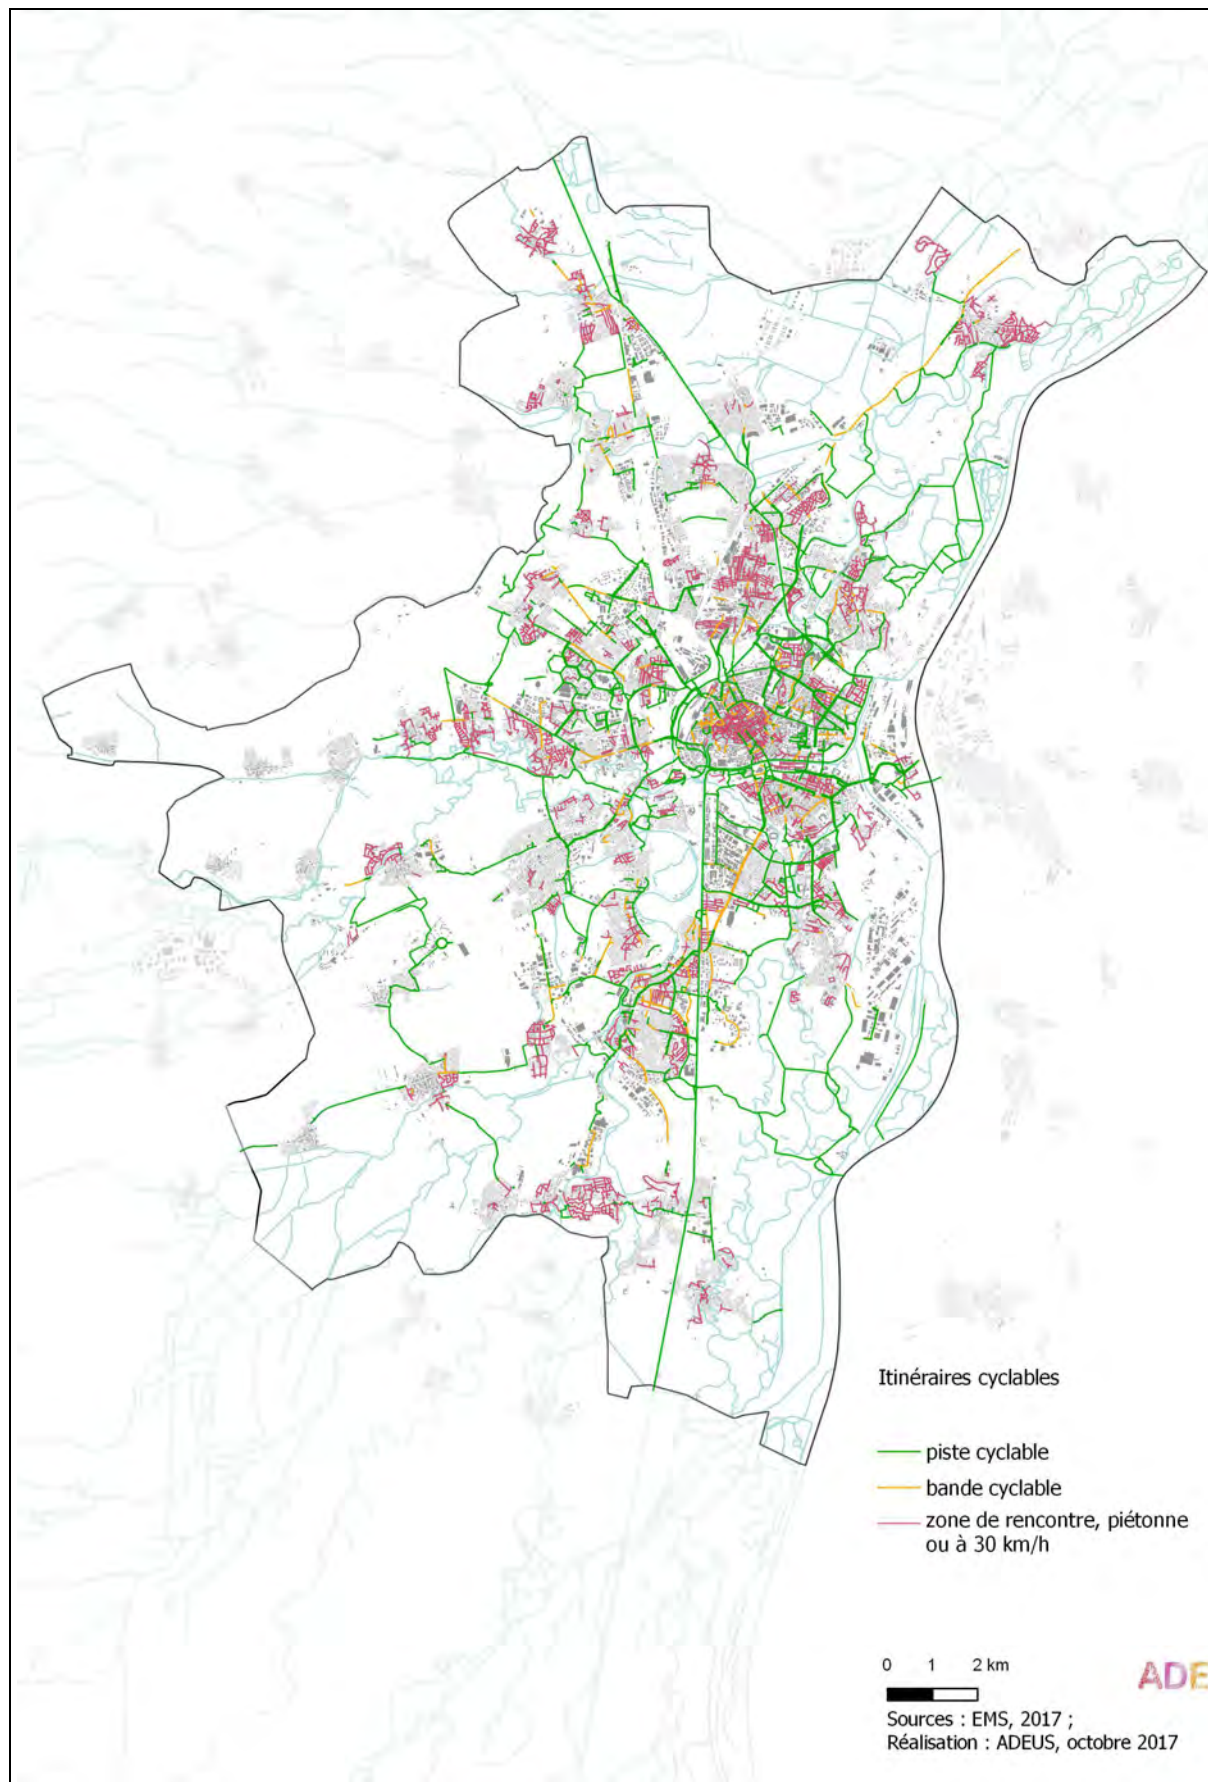 Itinéraires cyclables
piste cyclable
bande cyclable
zone de rencontre, piétonne
ou à 30 km/h
0 1 2 km
ADE
Sources : EMS, 2017 ;
Réalisation : ADEUS, octobre 2017